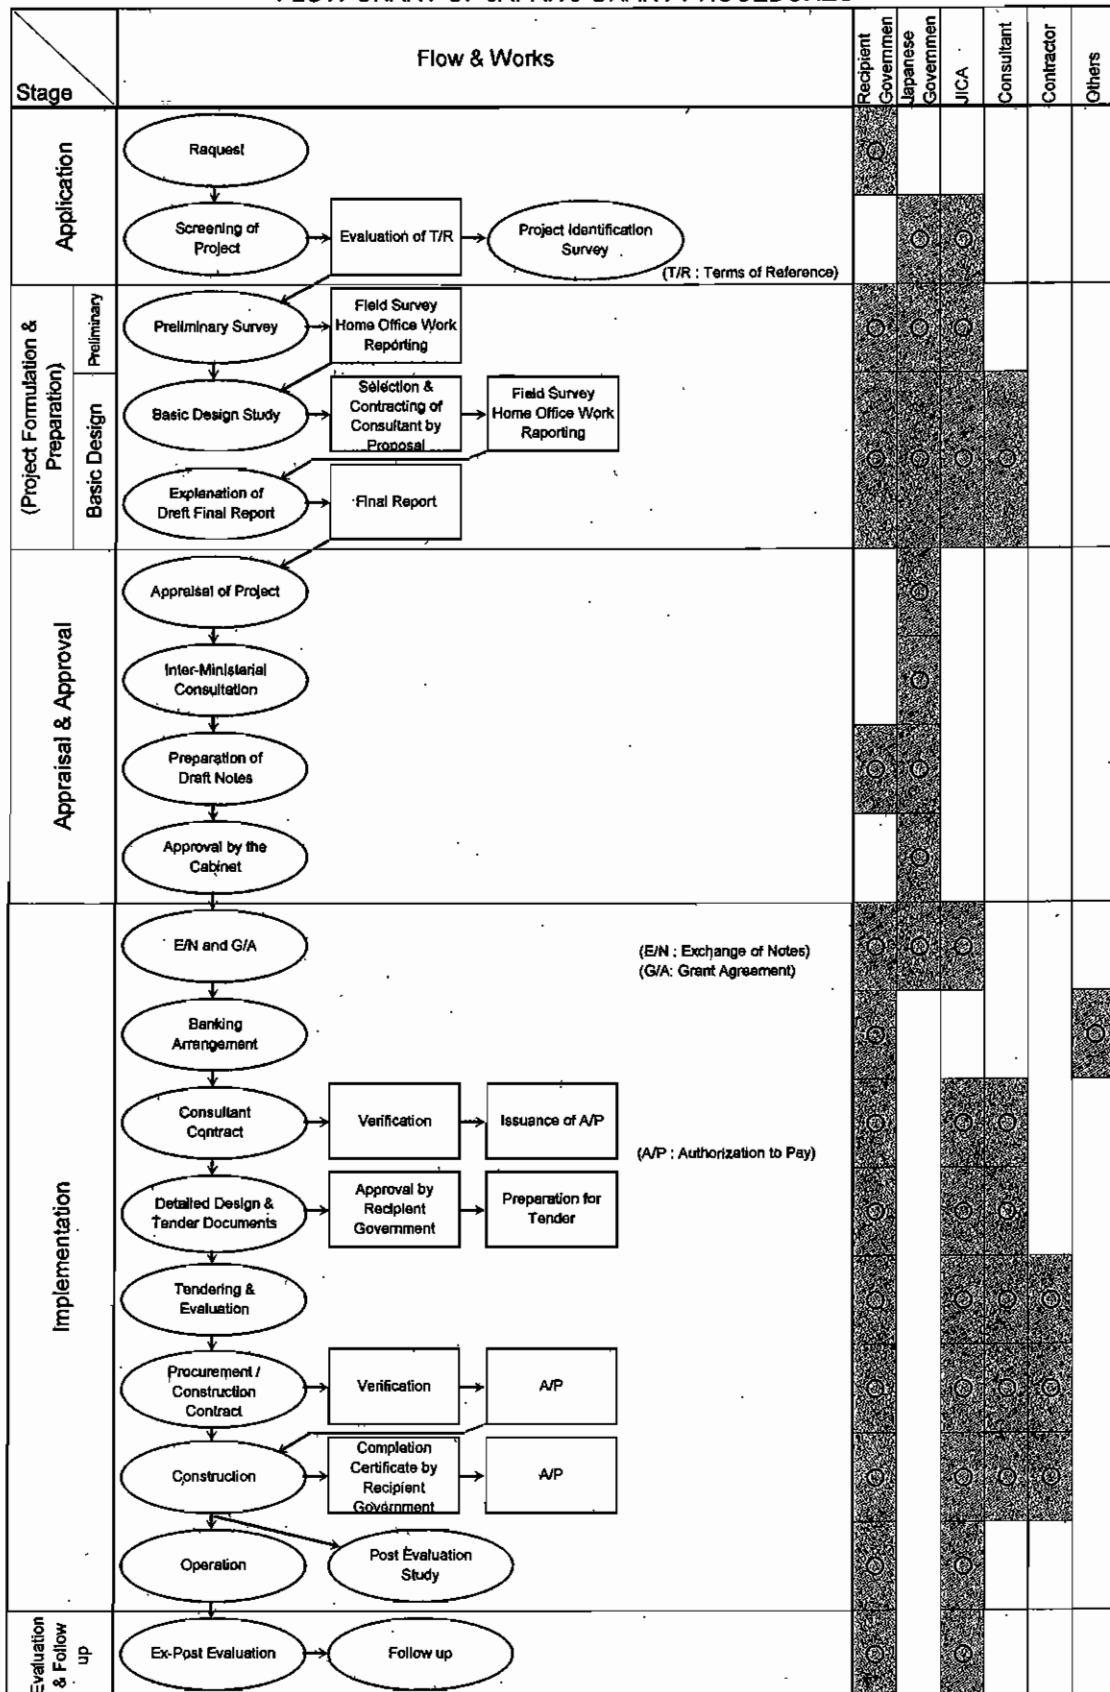 Flow & Works
Stage
Recipient
Governmen
Japanese
Governmen
JICA
Consultant
Contractor
Others
Application
Raquest
Screening of
Project
Evaluation of T/R
Project Identification
Survey
(T/R : Terms of Reference)
(Project Formulation &
Preparation)
Preliminary
Preliminary Survey
Field Survey
Home Office Work
Reporting
Basic Design
Basic Design Study
Selection &
Contracting of
Consultant by
Proposal
Field Survey
Home Office Work
Raporting
Explanation of
Dreft Final Report
Final Report
Appraisal & Approval
Appraisal of Project
Inter-Ministerial
Consultation
Preparation of
Draft Notes
Approval by the
Cabinet
Implementation
E/N and G/A
(E/N : Exchange of Notes)
(G/A: Grant Agreement)
Banking
Arrangement
Consultant
Contract
Verification
Issuance of A/P
(A/P : Authorization to Pay)
Detailed Design &
Tender Documents
Approval by
Recipient
Government
Preparation for
Tender
Tendering &
Evaluation
Procurement /
Construction
Contract
Verification
A/P
Construction
Completion
Certificate by
Recipient
Government
A/P
Operation
Post Evaluation
Study
Evaluation
& Follow
up
Ex-Post Evaluation
Follow up